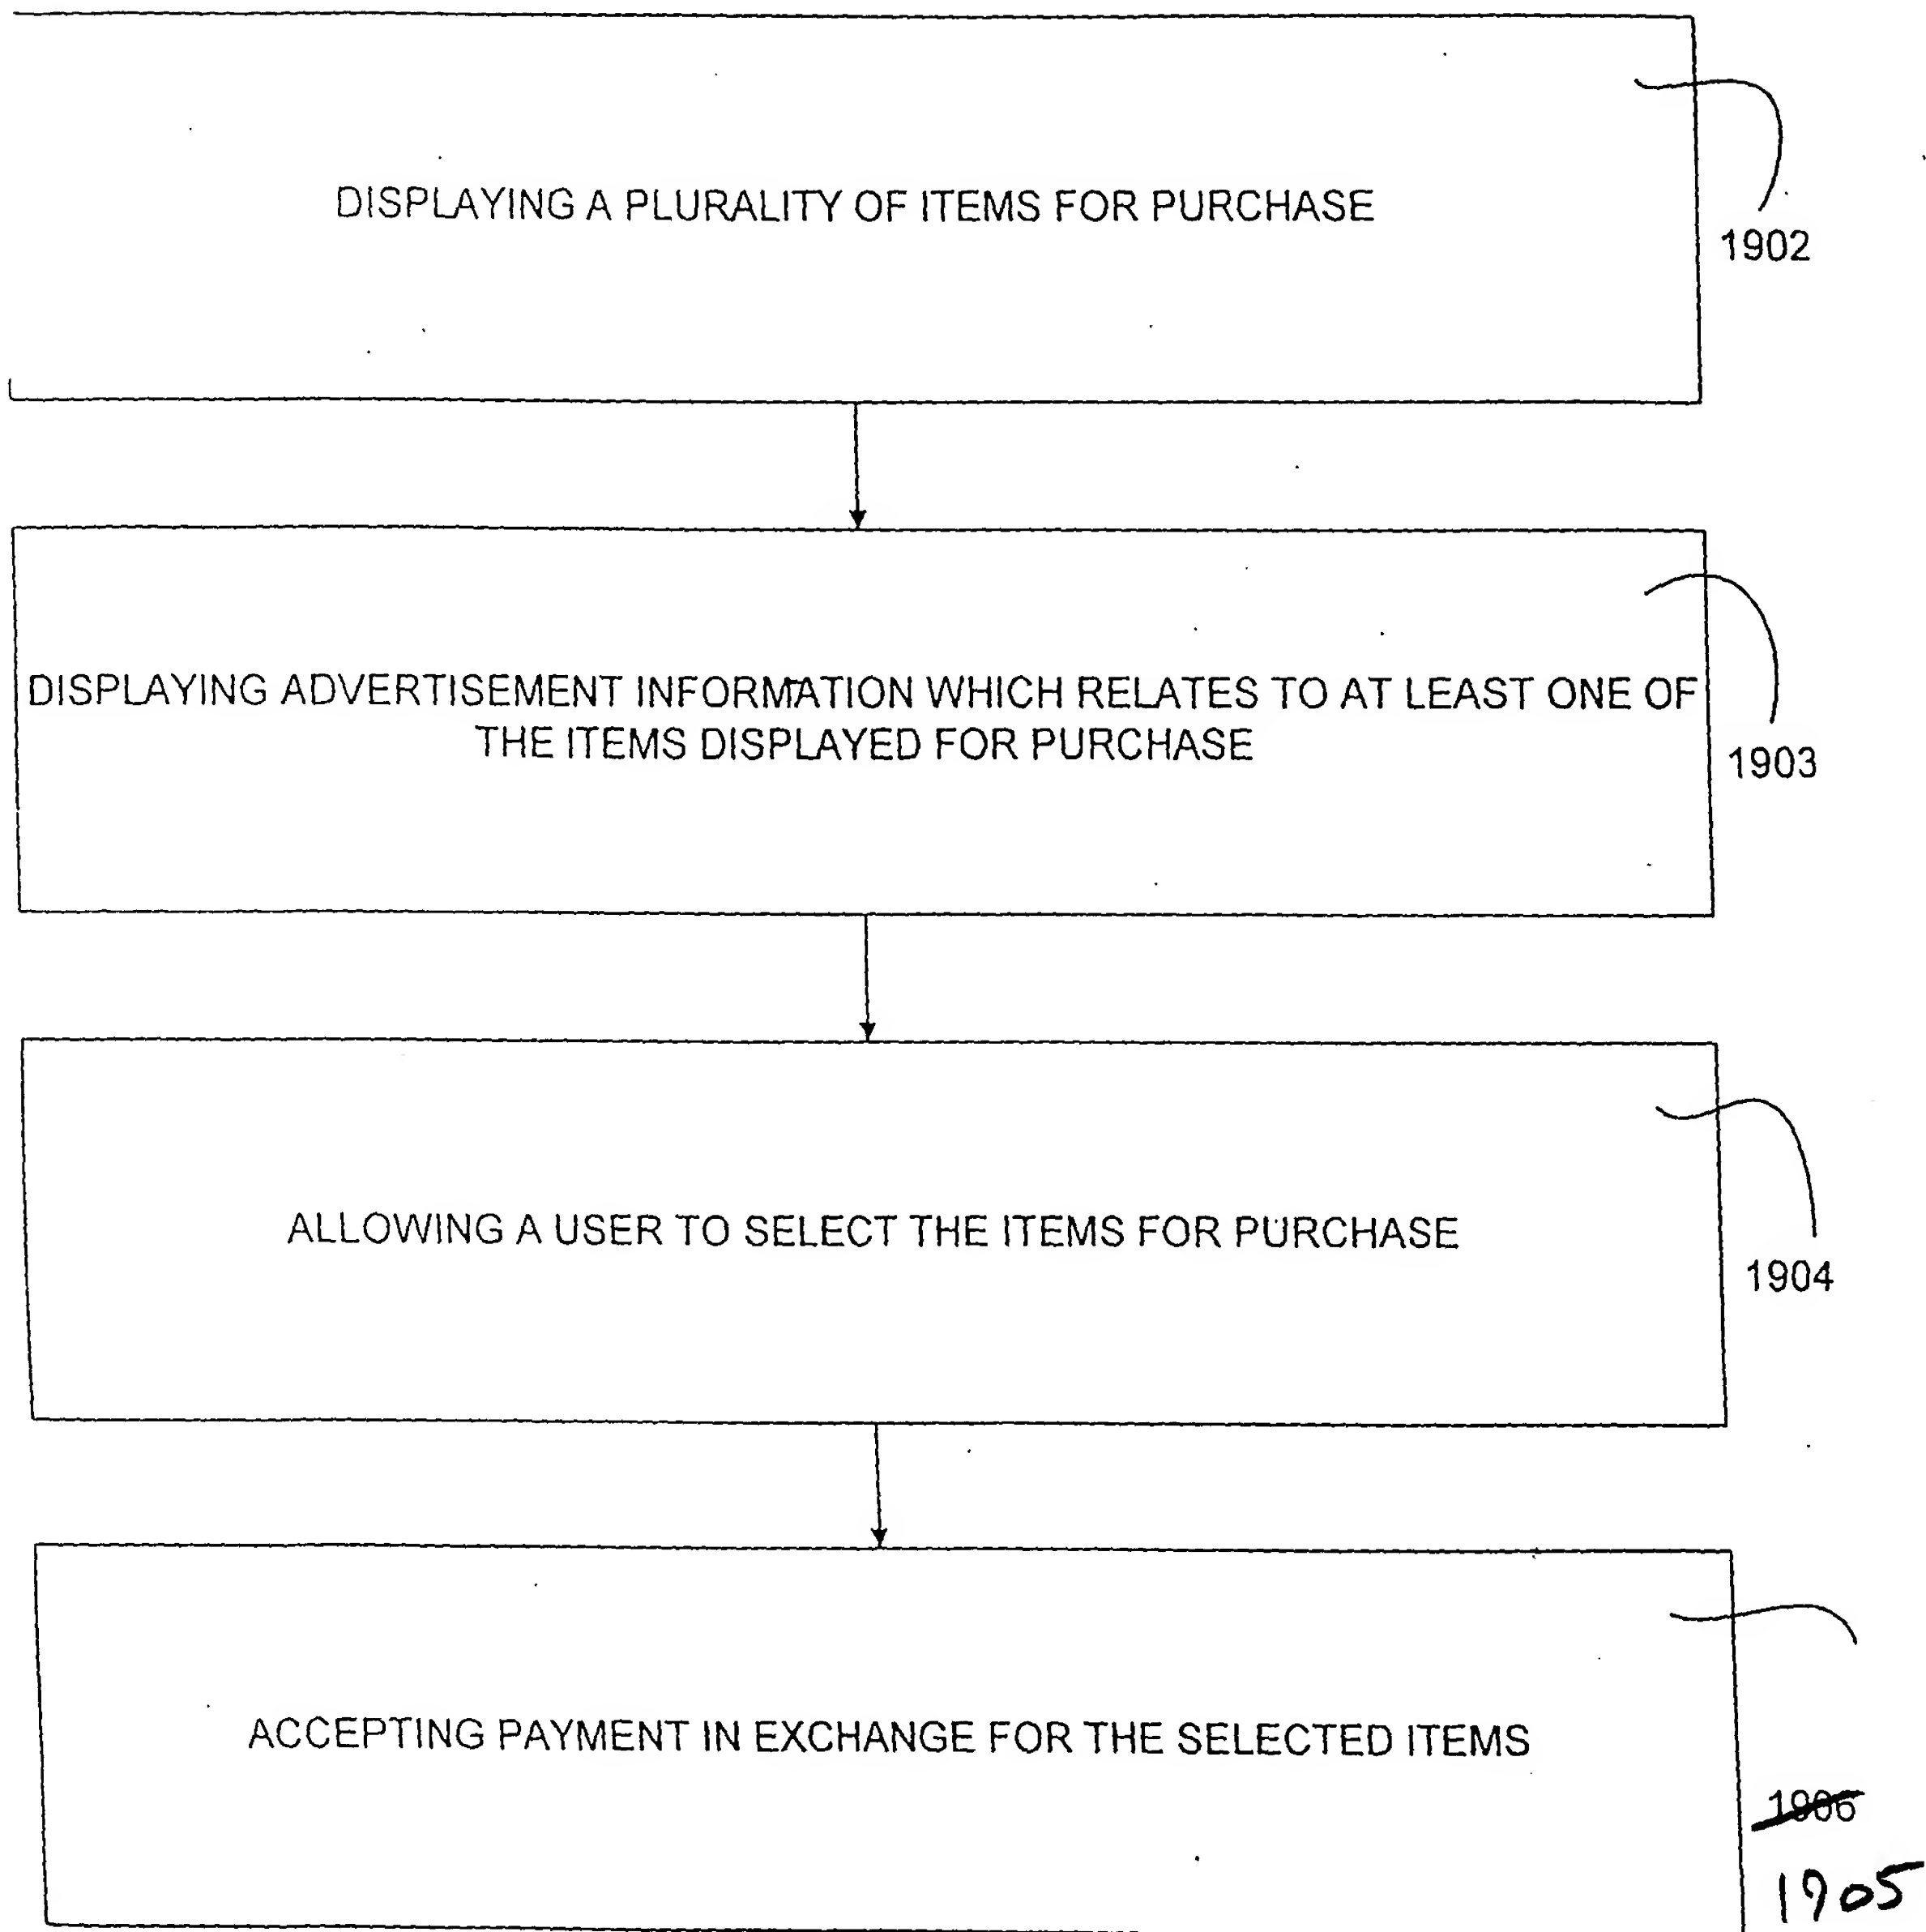 DISPLAYING A PLURALITY OF ITEMS FOR PURCHASE
1902
DISPLAYING ADVERTISEMENT INFORMATION WHICH RELATES TO AT LEAST ONE OF
THE ITEMS DISPLAYED FOR PURCHASE
1903
ALLOWING A USER TO SELECT THE ITEMS FOR PURCHASE
1904
ACCEPTING PAYMENT IN EXCHANGE FOR THE SELECTED ITEMS
1906
1905